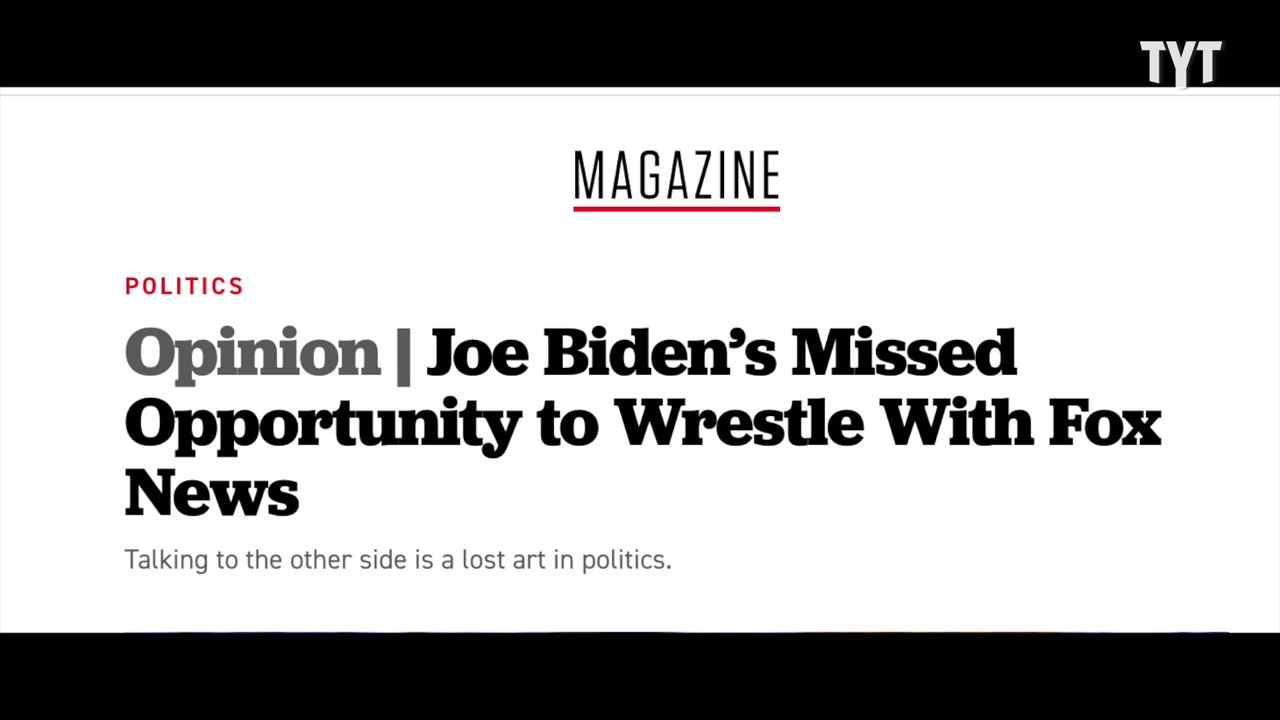 TYT
MAGAZINE
POLITICS
Opinion | Joe Biden’s Missed
Opportunity to Wrestle With Fox
News
Talking to the other side is a lost art in politics.